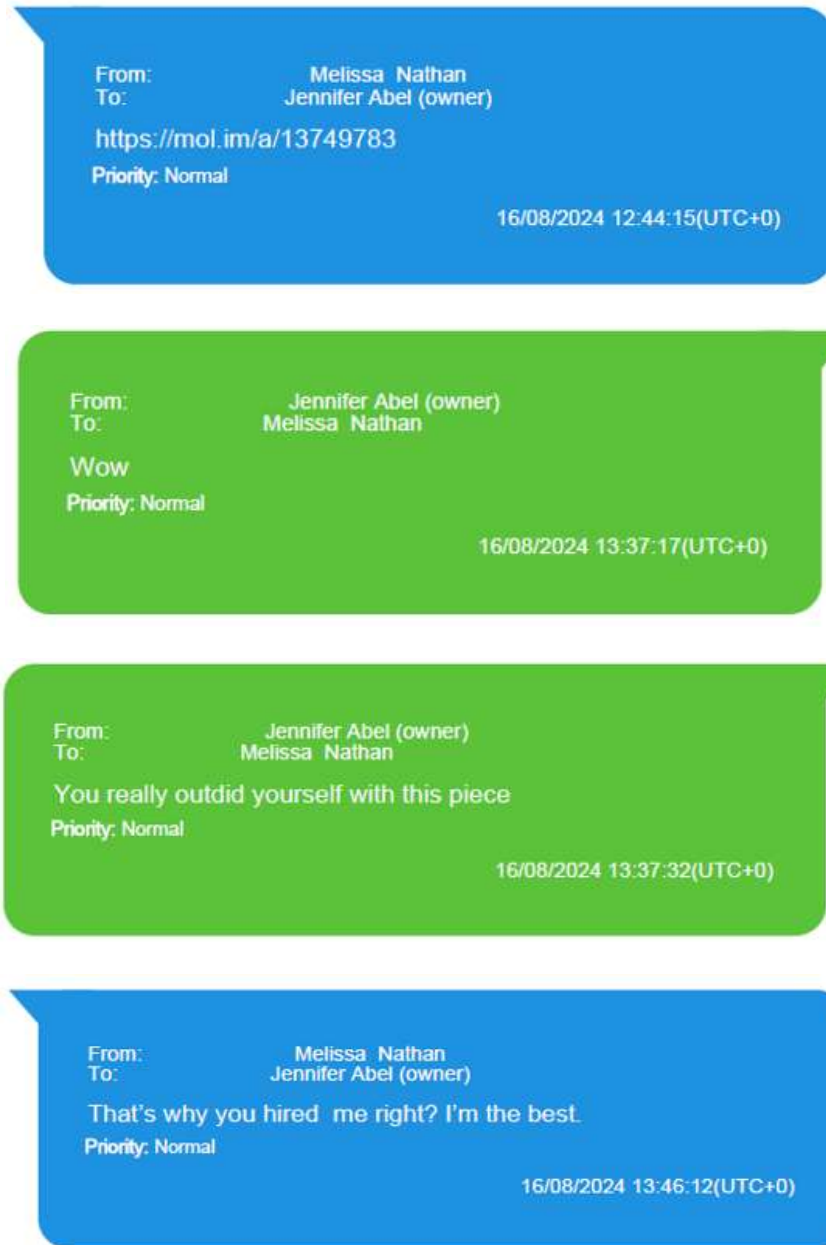 From: Melissa Nathan
To: Jennifer Abel (owner)
https://mol.im/a/13749783
Priority: Normal
16/08/2024 12:44:15(UTC+0)
From: Jennifer Abel (owner)
To: Melissa Nathan
Wow
Priority: Normal
16/08/2024 13:37:17(UTC+0)
From: Jennifer Abel (owner)
To: Melissa Nathan
You really outdid yourself with this piece
Priority: Normal
16/08/2024 13:37:32(UTC+0)
From: Melissa Nathan
To: Jennifer Abel (owner)
That's why you hired me right? I'm the best.
Priority: Normal
16/08/2024 13:46:12(UTC+0)